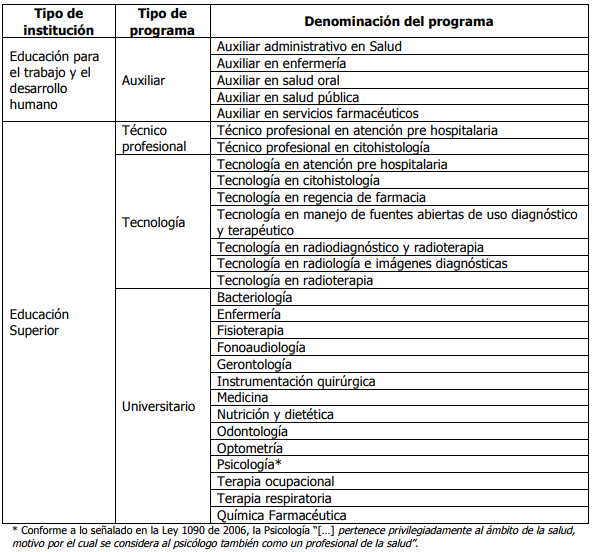 Tipo de institución
Tipo de programa
Denominación del programa
Educación para el trabajo y el desarrollo humano
Auxiliar
Auxiliar administrativo en Salud
Auxiliar en enfermería
Auxiliar en salud oral
Auxiliar en salud pública
Auxiliar en servicios farmacéuticos
Educación Superior
Técnico profesional
Técnico profesional en atención pre hospitalaria
Técnico profesional en citohistología
Tecnología
Tecnología en atención pre hospitalaria
Tecnología en citohistología
Tecnología en regencia de farmacia
Tecnología en manejo de fuentes abiertas de uso diagnóstico
y terapéutico
Tecnología en radiodiagnóstico y radioterapia
Tecnología en radiología e imágenes diagnósticas
Tecnología en radioterapia
Universitario
Bacteriología
Enfermería
Fisioterapia
Fonoaudiología
Gerontología
Instrumentación quirúrgica
Medicina
Nutrición y dietética
Odontología
Optometría
Psicología*
Terapia ocupacional
Terapia respiratoria
Química Farmacéutica
* Conforme a lo señalado en la Ley 1090 de 2006, la Psicología “[…] pertenece privilegiadamente al ámbito de la salud,
motivo por el cual se considera al psicólogo también como un profesional de la salud”.